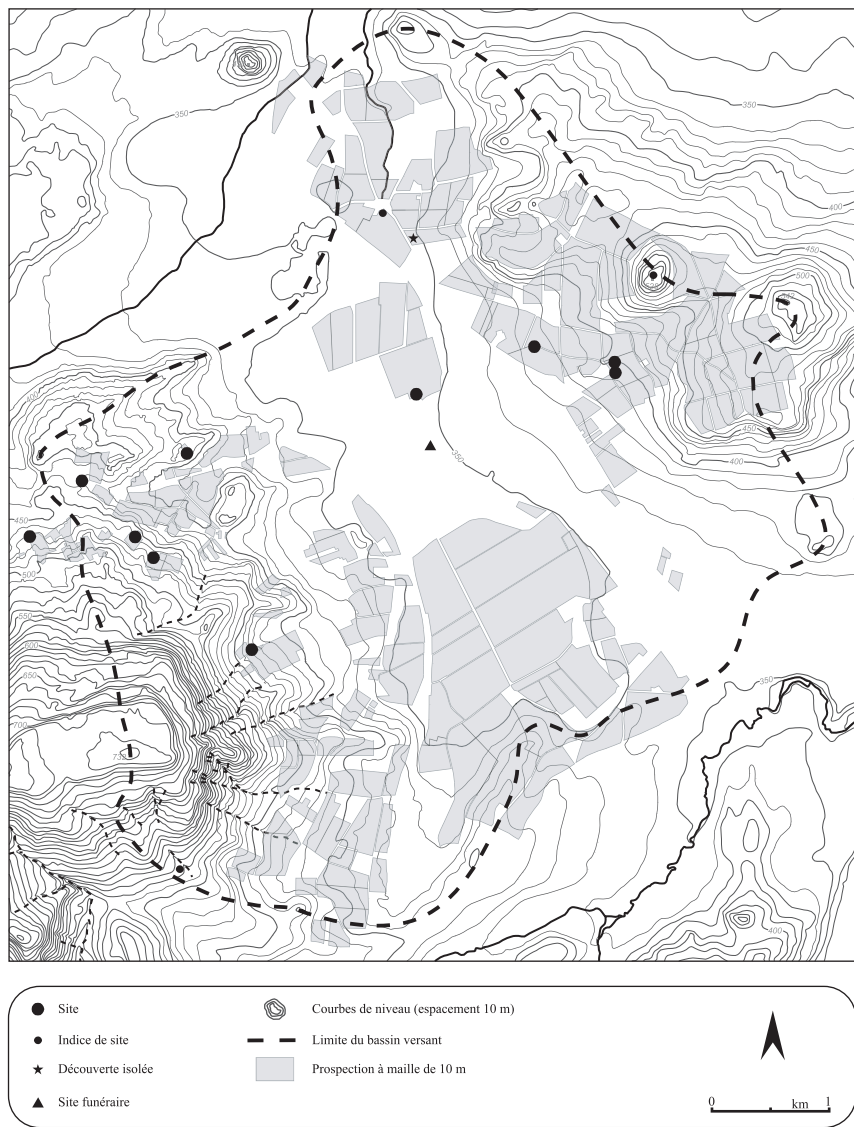 350
350
400
450
500
400
350
450
400
450
500
550
600
650
700
350
400
Site
Indice de site
Découverte isolée
Site funéraire
Courbes de niveau (espacement 10 m)
Limite du bassin versant
Prospection à maille de 10 m
0 km 1